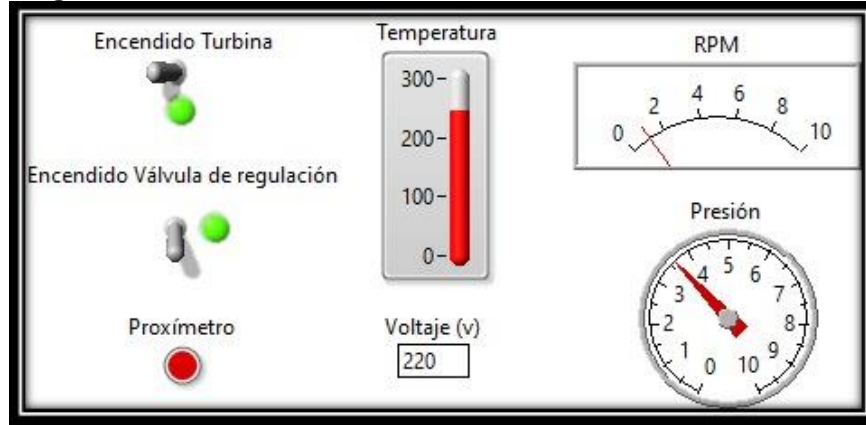 Encendido Turbina
Temperatura
RPM
300
200
100
0
0 2 4 6 8 10
Encendido Válvula de regulación
Presión
0 1 2 3 4 5 6 7 8 9 10
Proxímetro
Voltaje (v)
220